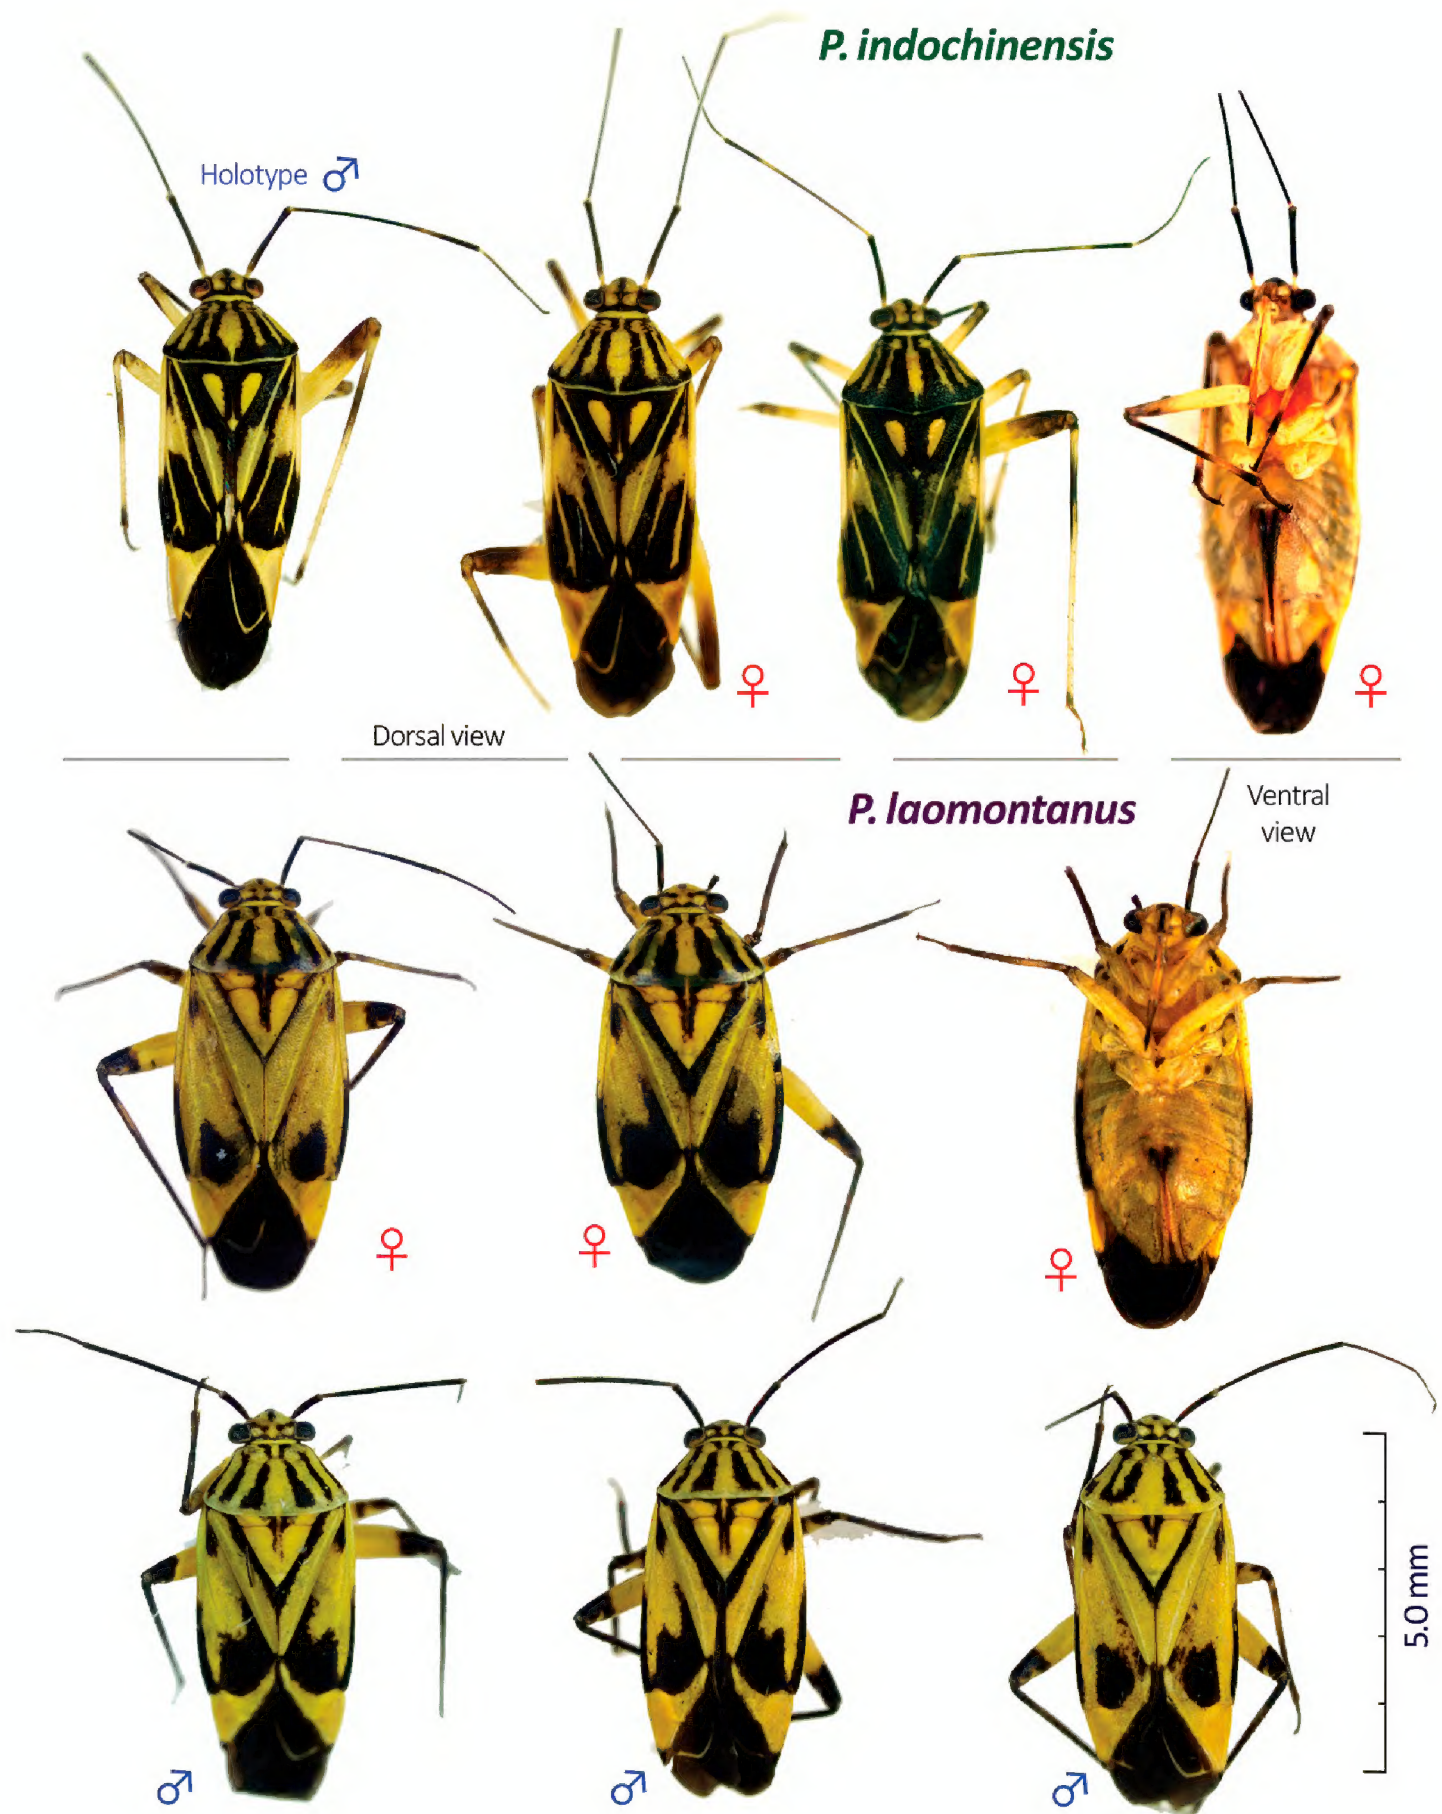 P. indochinensis
Holotype ♂
♀
♀
♀
Dorsal view
P. laomontanus
Ventral
view
♀
♀
♀
5.0 mm
♂
♂
♂